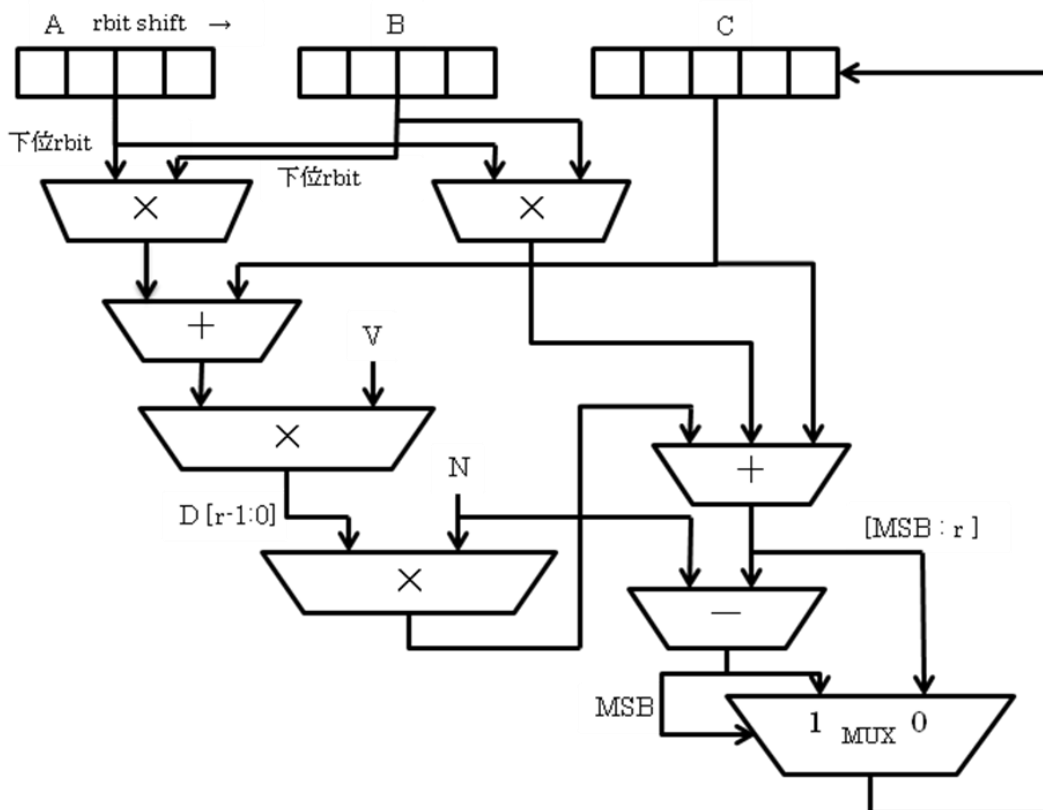 A rbit shift →
B
C
下位rbit
下位rbit
×
×
+
V
×
+
N
D [r-1:0]
[MSB : r ]
×
−
MSB
1 MUX 0